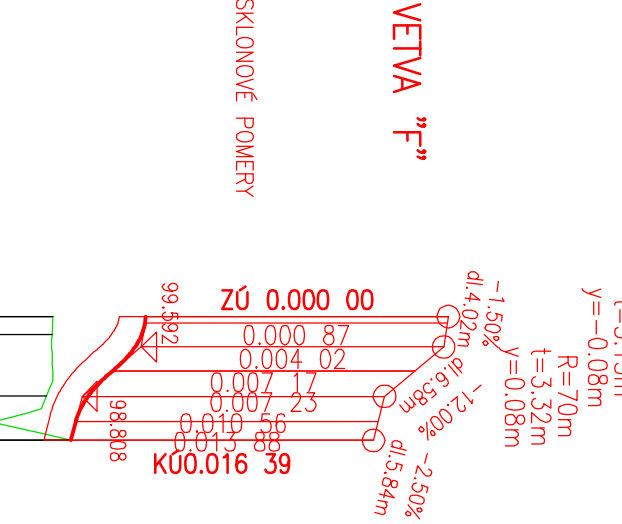 VETVA "F"
SKLONOVÉ POMERY
y=-0.08m
R=70m
t=3.32m
y=0.08m
-1.50%
dl.4.02m
-12.00%
dl.6.58m
-2.50%
dl.5.84m
99.592
98.808
ZÚ 0.000 00
0.000 87
0.004 02
0.007 17
0.007 23
0.010 56
0.013 88
KÚ0.016 39